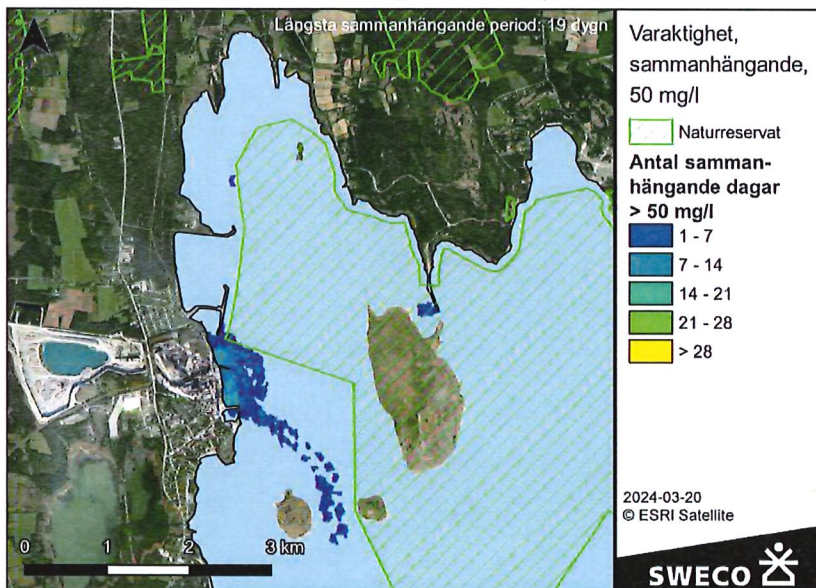 Längsta sammanhängande period: 19 dygn
Varaktighet,
sammanhängande,
50 mg/l
Naturreservat
Antal samman-
hängande dagar
> 50 mg/l
1 - 7
7 - 14
14 - 21
21 - 28
> 28
2024-03-20
© ESRI Satellite
0 1 2 3 km
SWECO